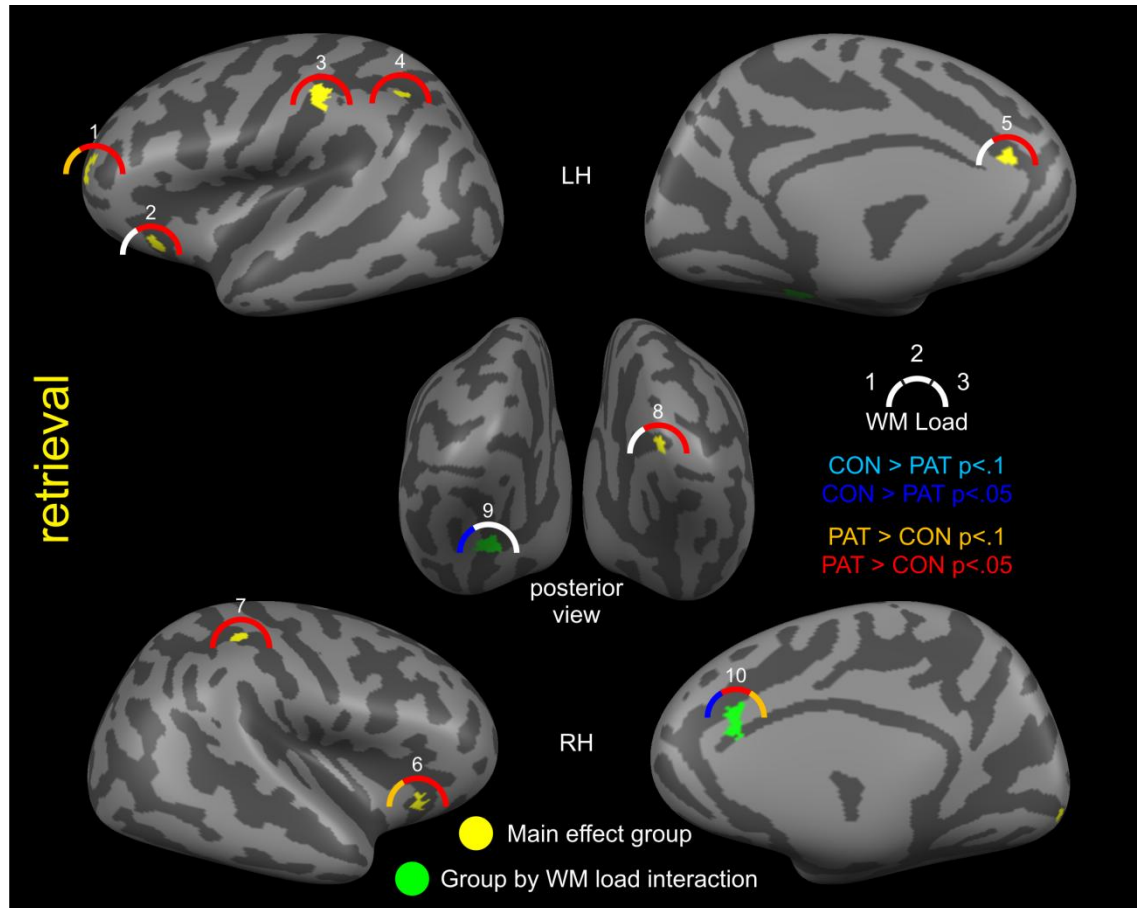 3
4
1
2
LH
5
retrieval
8
9
posterior
view
2
1
3
WM Load
CON > PAT p<.1
CON > PAT p<.05
PAT > CON p<.1
PAT > CON p<.05
7
6
RH
10
Main effect group
Group by WM load interaction